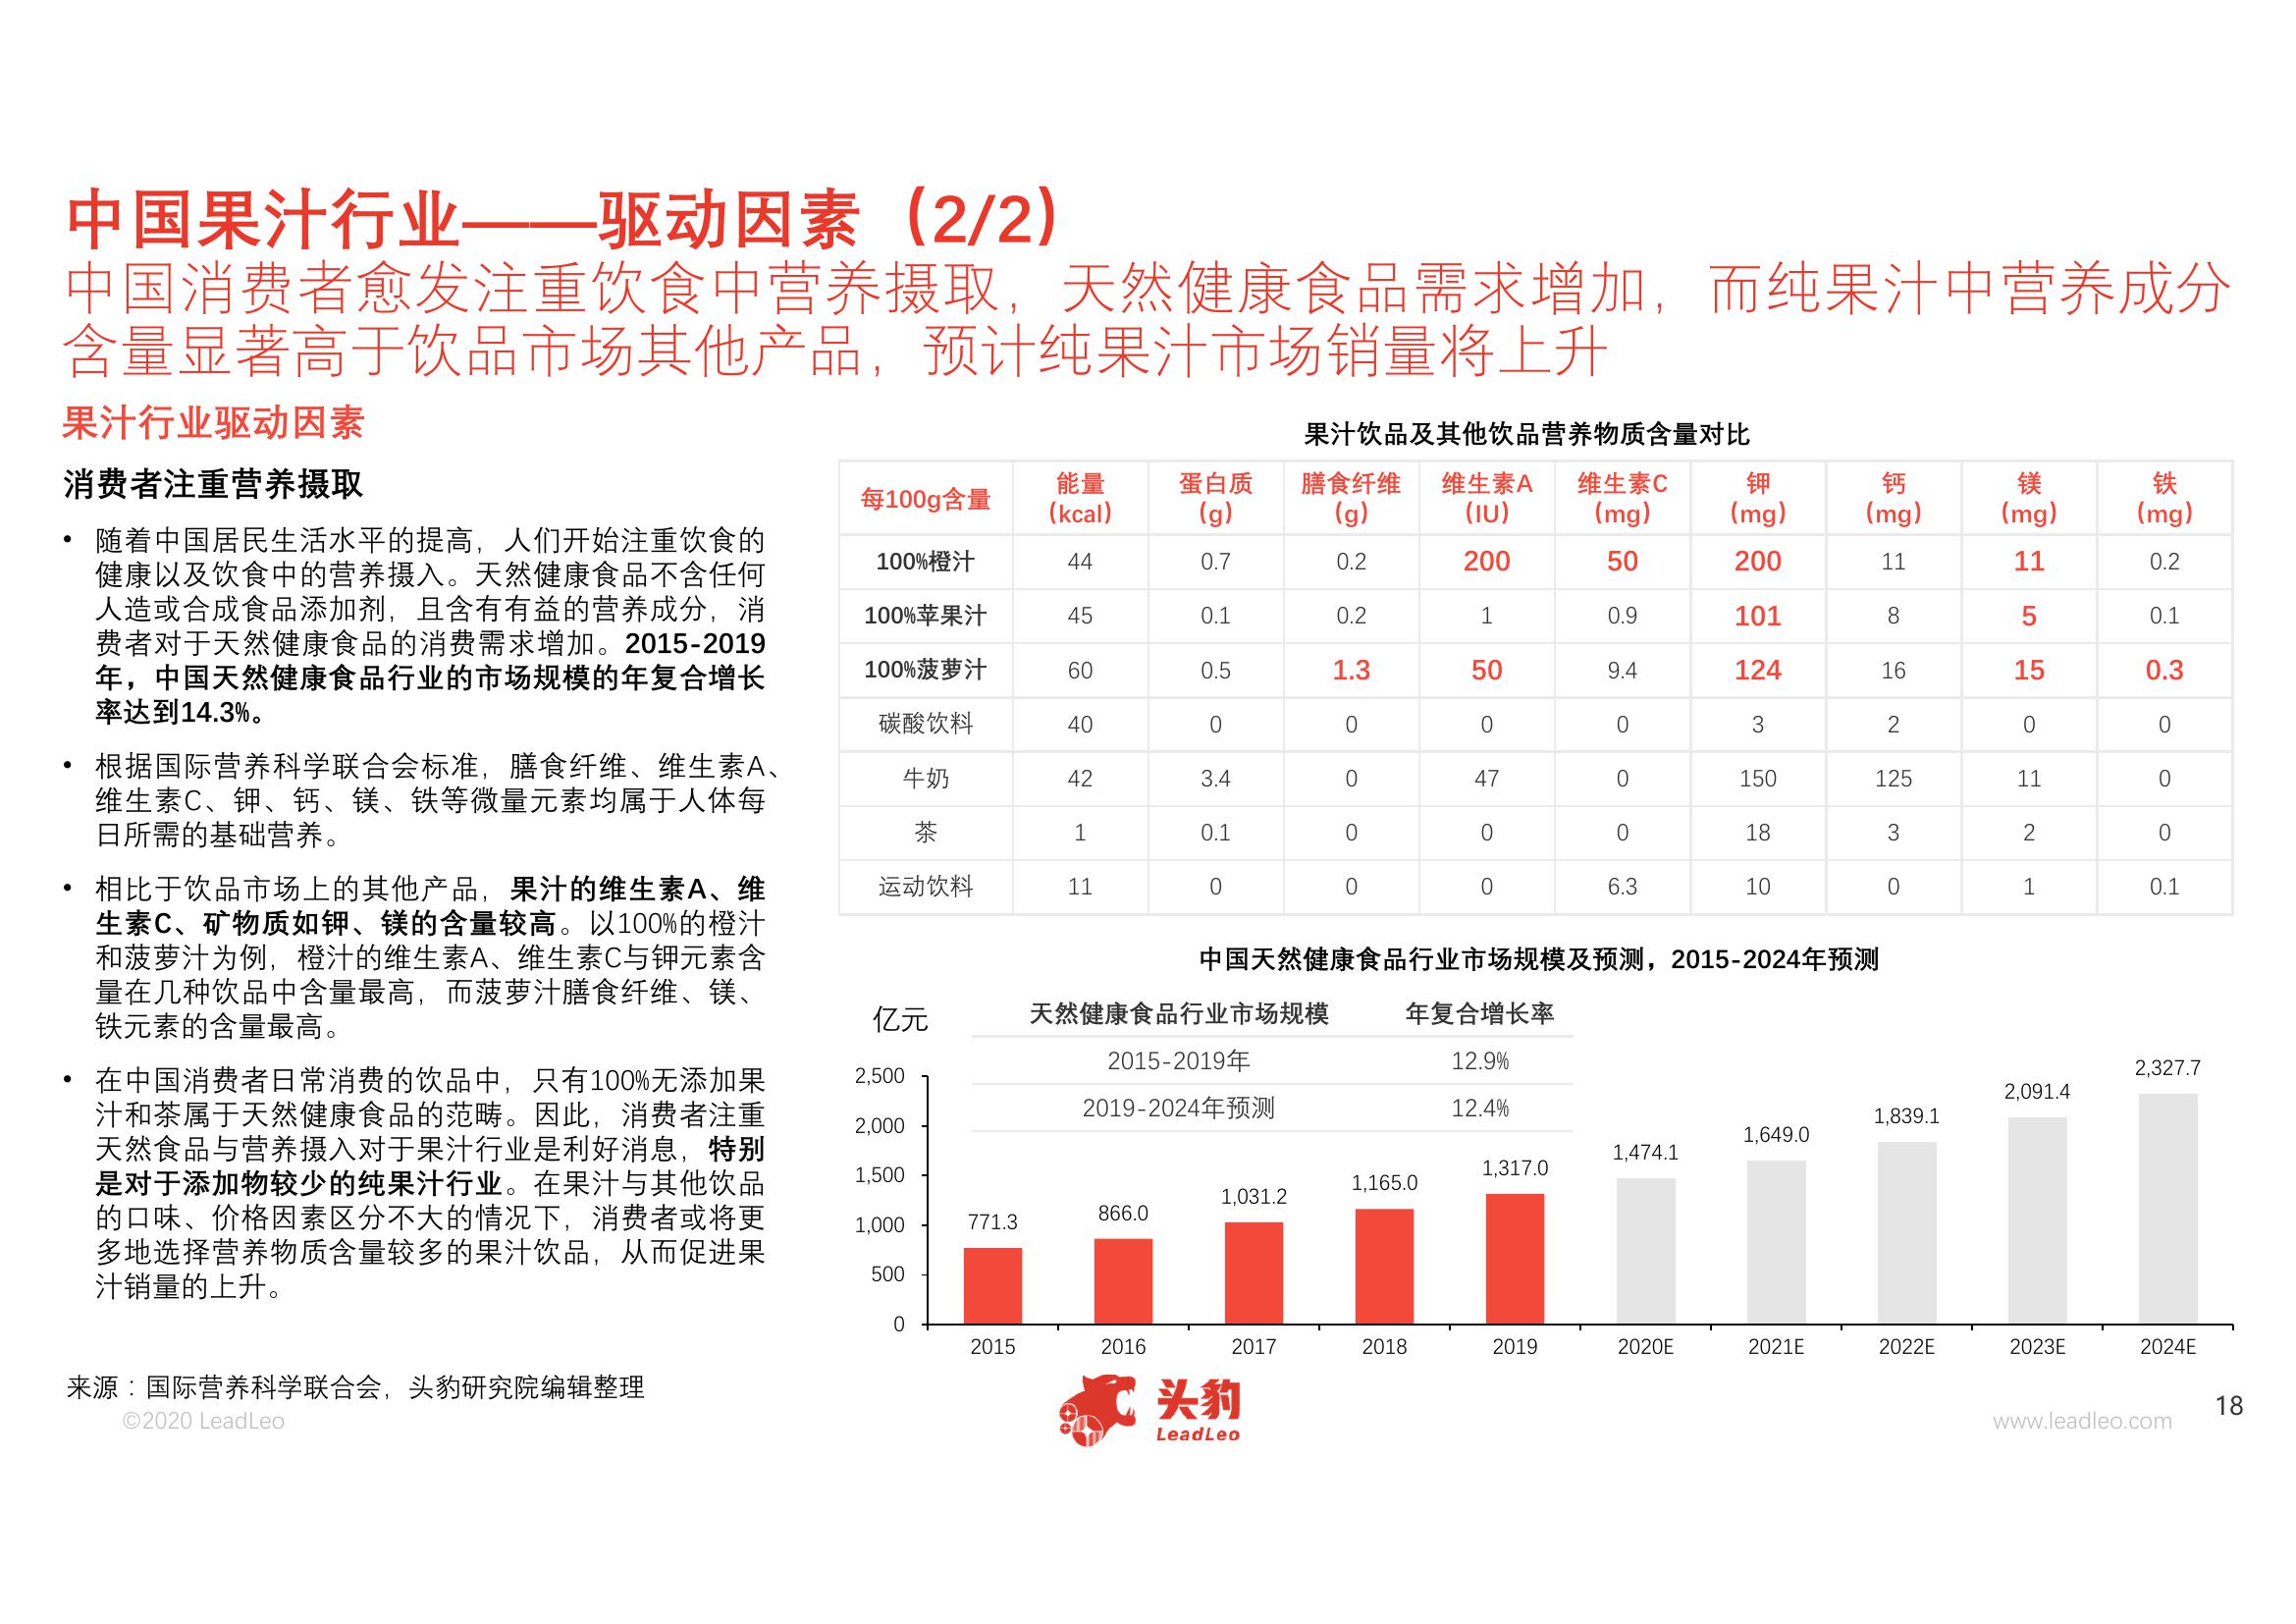 中国果汁行业——驱动因素（2/2）
中国消费者愈发注重饮食中营养摄取，天然健康食品需求增加，而纯果汁中营养成分
含量显著高于饮品市场其他产品，预计纯果汁市场销量将上升
果汁行业驱动因素
消费者注重营养摄取
• 随着中国居民生活水平的提高，人们开始注重饮食的
健康以及饮食中的营养摄入。天然健康食品不含任何
人造或合成食品添加剂，且含有有益的营养成分，消
费者对于天然健康食品的消费需求增加。2015-2019
年，中国天然健康食品行业的市场规模的年复合增长
率达到14.3%。
• 根据国际营养科学联合会标准，膳食纤维、维生素A、
维生素C、钾、钙、镁、铁等微量元素均属于人体每
日所需的基础营养。
• 相比于饮品市场上的其他产品，果汁的维生素A、维
生素C、矿物质如钾、镁的含量较高。以100%的橙汁
和菠萝汁为例，橙汁的维生素A、维生素C与钾元素含
量在几种饮品中含量最高，而菠萝汁膳食纤维、镁、
铁元素的含量最高。
• 在中国消费者日常消费的饮品中，只有100%无添加果
汁和茶属于天然健康食品的范畴。因此，消费者注重
天然食品与营养摄入对于果汁行业是利好消息，特别
是对于添加物较少的纯果汁行业。在果汁与其他饮品
的口味、价格因素区分不大的情况下，消费者或将更
多地选择营养物质含量较多的果汁饮品，从而促进果
汁销量的上升。
果汁饮品及其他饮品营养物质含量对比
每100g含量 能量（kcal） 蛋白质（g） 膳食纤维（g） 维生素A（IU） 维生素C（mg） 钾（mg） 钙（mg） 镁（mg） 铁（mg）
100%橙汁 44 0.7 0.2 200 50 200 11 11 0.2
100%苹果汁 45 0.1 0.2 1 0.9 101 8 5 0.1
100%菠萝汁 60 0.5 1.3 50 9.4 124 16 15 0.3
碳酸饮料 40 0 0 0 0 3 2 0 0
牛奶 42 3.4 0 47 0 150 125 11 0
茶 1 0.1 0 0 0 18 3 2 0
运动饮料 11 0 0 0 6.3 10 0 1 0.1
中国天然健康食品行业市场规模及预测，2015-2024年预测
亿元
天然健康食品行业市场规模 年复合增长率
2015-2019年 12.9%
2019-2024年预测 12.4%
2,500
2,000
1,500
1,000
500
0
771.3 866.0 1,031.2 1,165.0 1,317.0 1,474.1 1,649.0 1,839.1 2,091.4 2,327.7
2015 2016 2017 2018 2019 2020E 2021E 2022E 2023E 2024E
来源：国际营养科学联合会，头豹研究院编辑整理
©2020 LeadLeo
头豹
LeadLeo
www.leadleo.com
18